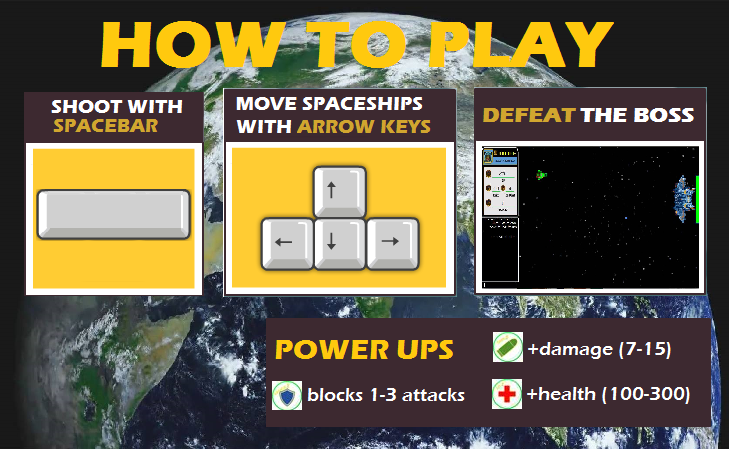 HOW TO PLAY
SHOOT WITH
SPACEBAR
MOVE SPACESHIPS
WITH ARROW KEYS
DEFEAT THE BOSS
↑
← ↓ →
POWER UPS
+damage (7-15)
blocks 1-3 attacks
+health (100-300)